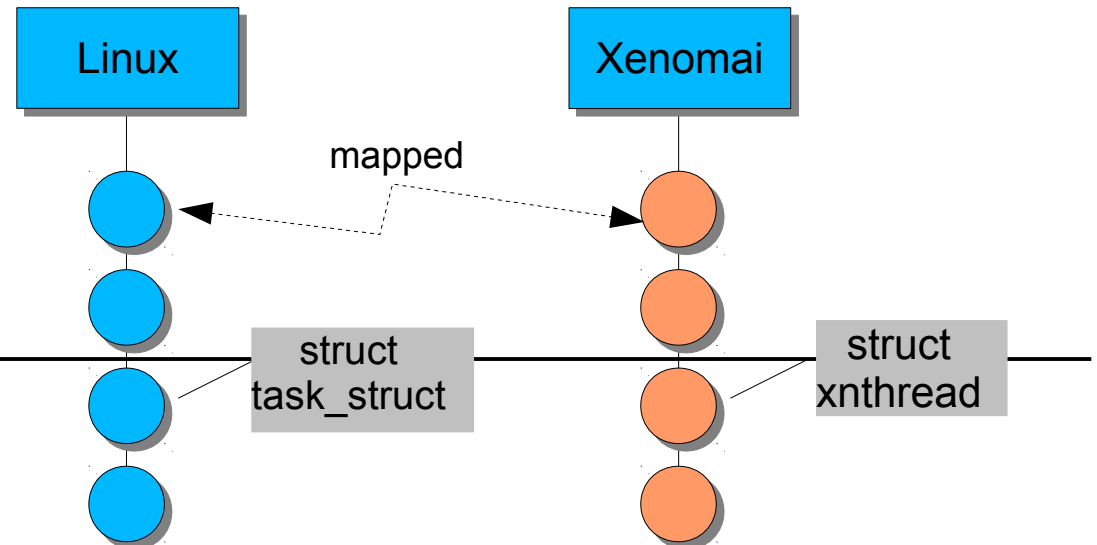 Linux
Xenomai
mapped
struct
task_struct
struct
xnthread